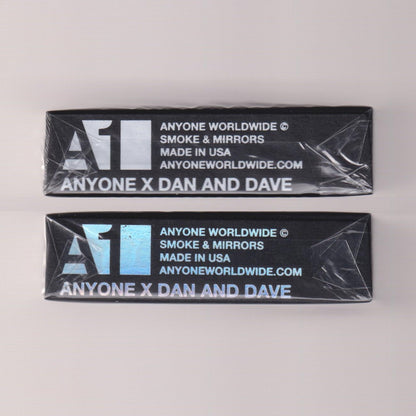 A1
ANYONE WORLDWIDE ©
SMOKE & MIRRORS
MADE IN USA
ANYONEWORLDWIDE.COM
ANYONE X DAN AND DAVE
A1
ANYONE WORLDWIDE ©
SMOKE & MIRRORS
MADE IN USA
ANYONEWORLDWIDE.COM
ANYONE X DAN AND DAVE